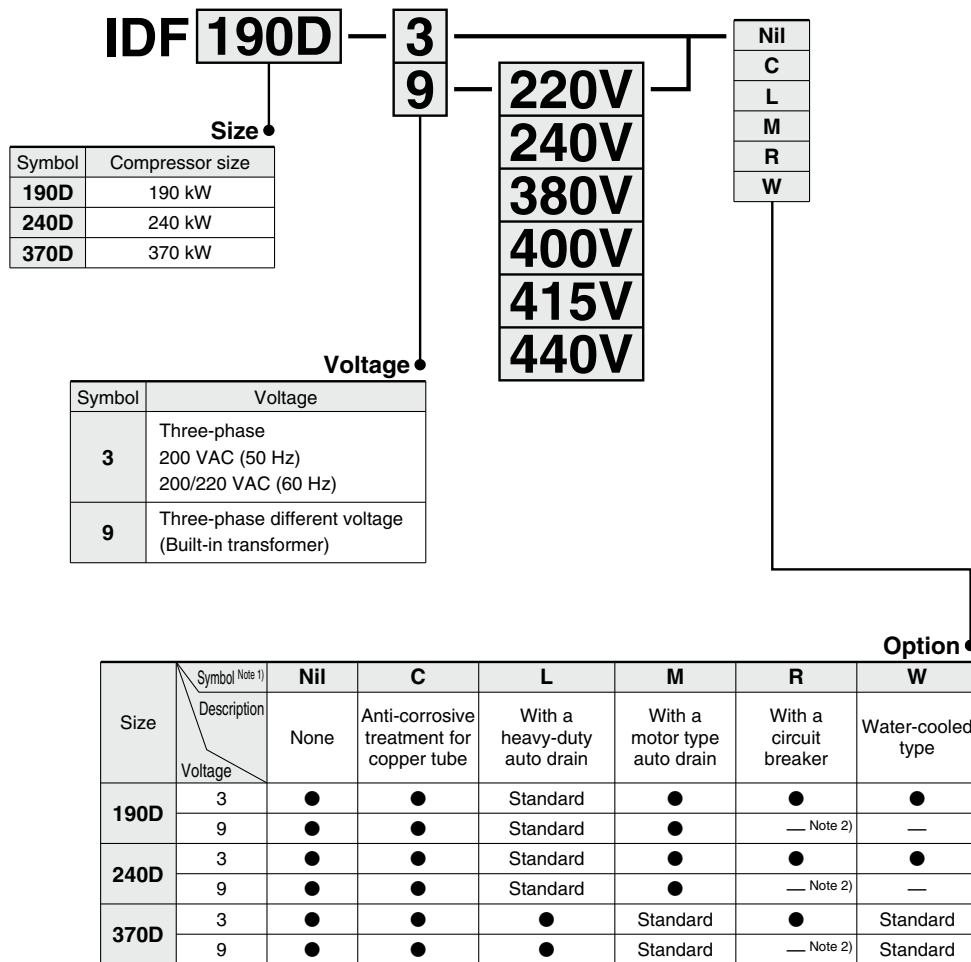 IDF 190D — 3
9 — 220V
240V
380V
400V
415V
440V
Nil
C
L
M
R
W
Size
Symbol Compressor size
190D 190 kW
240D 240 kW
370D 370 kW
Voltage
Symbol Voltage
3 Three-phase
200 VAC (50 Hz)
200/220 VAC (60 Hz)
9 Three-phase different voltage
(Built-in transformer)
Option
Size Symbol Note 1) Nil C L M R W
Description
Voltage
None
Anti-corrosive
treatment for
copper tube
With a
heavy-duty
auto drain
With a
motor type
auto drain
With a
circuit
breaker
Water-cooled
type
190D 3 ● ● Standard ● ● ●
9 ● ● Standard ● — Note 2) —
240D 3 ● ● Standard ● ● ●
9 ● ● Standard ● — Note 2) —
370D 3 ● ● ● Standard ● Standard
9 ● ● ● Standard — Note 2) Standard